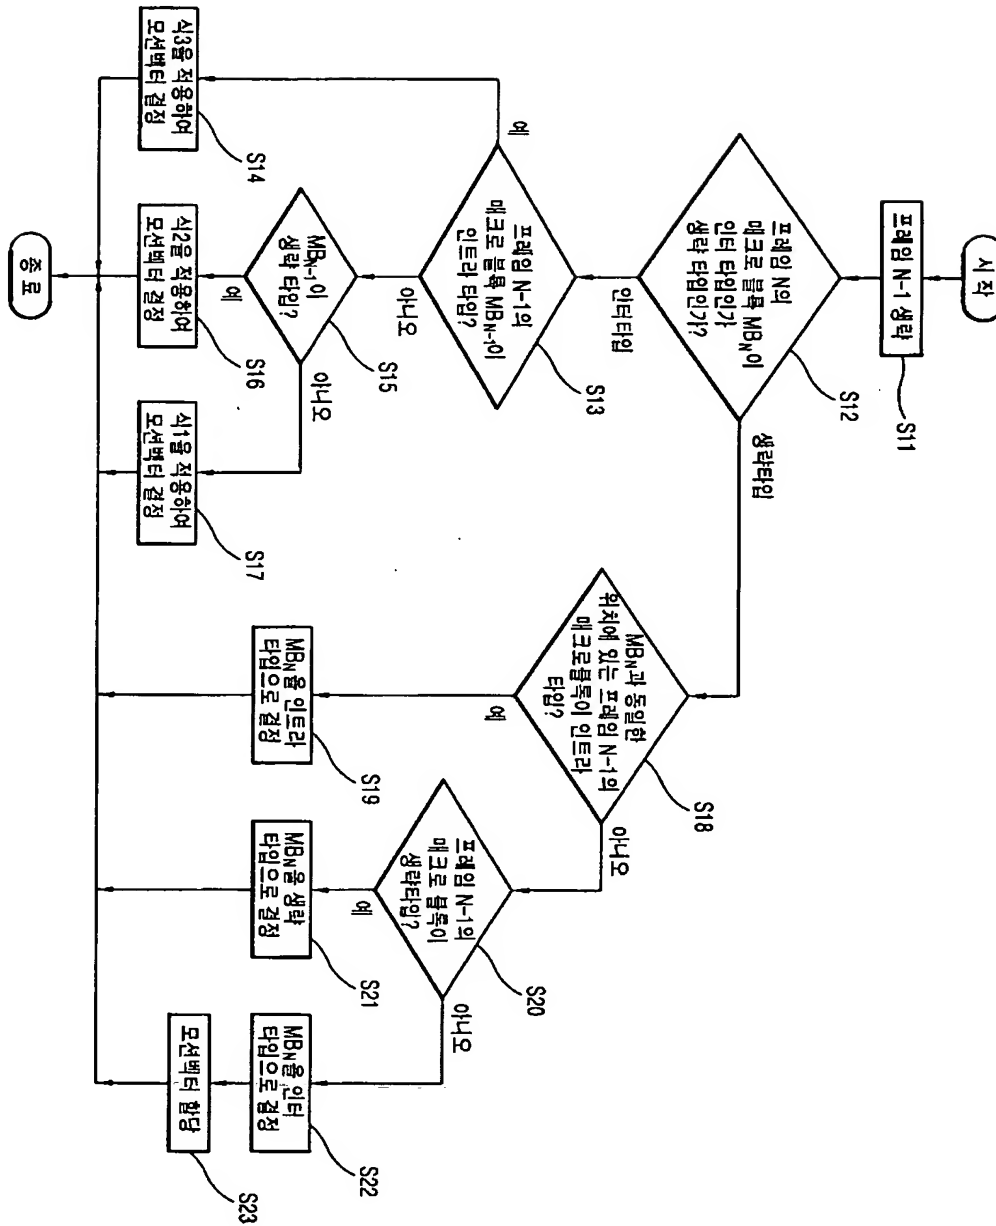 시작
프레임 N-1 생략
S11
프레임 N의
매크로 블록 MBN이
인터 타입인가
생략 타입인가?
S12
인터타입
생략타입
프레임 N-1의
매크로 블록 MBN-1이
인트라 타입?
S13
예
아니오
식3을 적용하여
모션벡터 결정
S14
MBN-1이
생략 타입?
S15
예
아니오
식2을 적용하여
모션벡터 결정
S16
식1을 적용하여
모션벡터 결정
S17
MBN과 동일한
위치에 있는 프레임 N-1의
매크로블록이 인트라
타입?
S18
예
아니오
MBN을 인트라
타입으로 결정
S19
프레임 N-1의
매크로 블록이
생략타입?
S20
예
아니오
MBN을 생략
타입으로 결정
S21
MBN을 인터
타입으로 결정
S22
모션벡터 할당
S23
종료